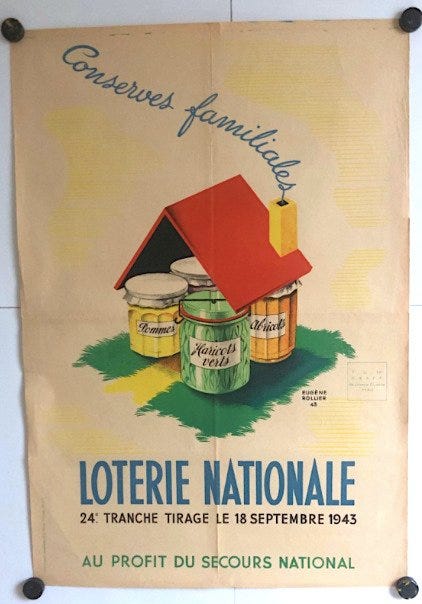 Conserves familiales
Pommes
Haricots
verts
Abricots
EUGÈNE
ROLLIER
43
LOTERIE NATIONALE
24e TRANCHE TIRAGE LE 18 SEPTEMBRE 1943
AU PROFIT DU SECOURS NATIONAL